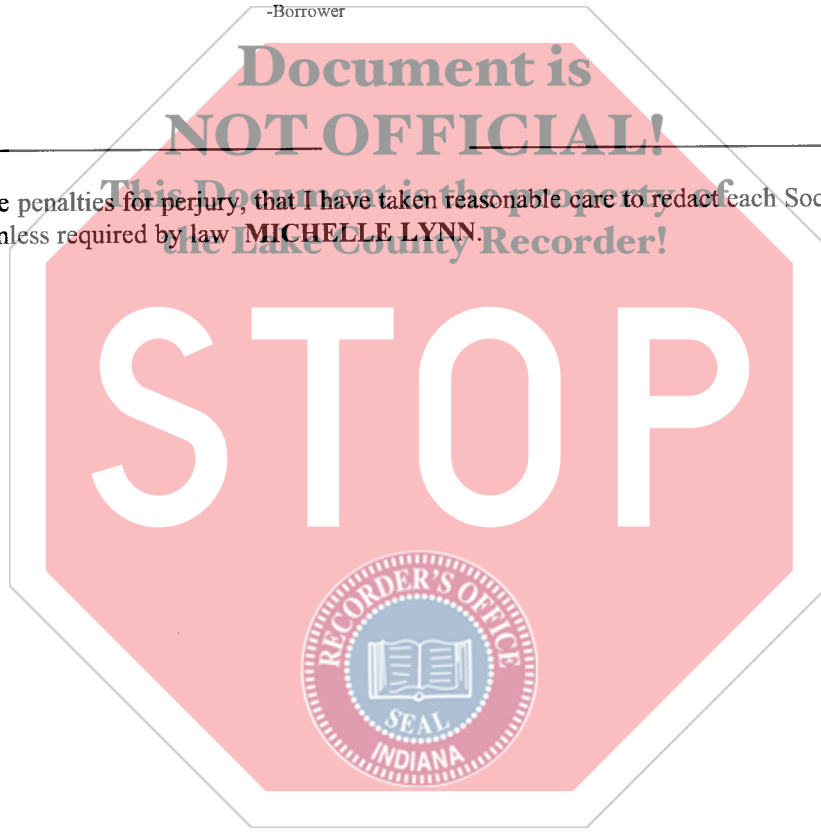 -Borrower
Document is
NOT OFFICIAL!
This Document is the property of
the Lake County Recorder!
e penalties for perjury, that I have taken reasonable care to redact each Soc
nless required by law MICHELLE LYNN.
STOP
RECORDER'S OFFICE
SEAL
INDIANA